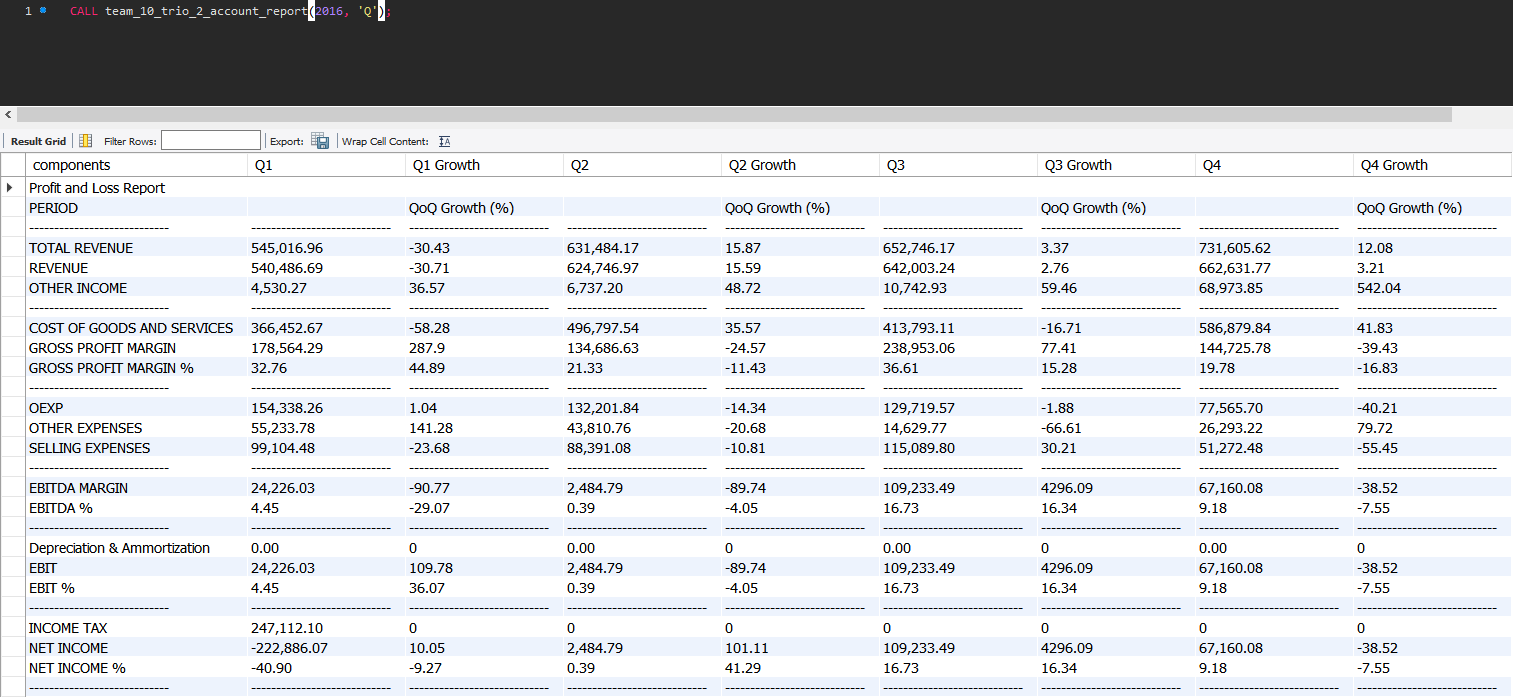 1 CALL team_10_trio_2_account_report(2016, 'Q');
Result Grid Filter Rows: Export: Wrap Cell Content:
components Q1 Q1 Growth Q2 Q2 Growth Q3 Q3 Growth Q4 Q4 Growth
Profit and Loss Report
PERIOD QoQ Growth (%) QoQ Growth (%) QoQ Growth (%) QoQ Growth (%)
---------------------------- ---------------------------- ---------------------------- ---------------------------- ---------------------------- ---------------------------- ---------------------------- ---------------------------- ----------------------------
TOTAL REVENUE 545,016.96 -30.43 631,484.17 15.87 652,746.17 3.37 731,605.62 12.08
REVENUE 540,486.69 -30.71 624,746.97 15.59 642,003.24 2.76 662,631.77 3.21
OTHER INCOME 4,530.27 36.57 6,737.20 48.72 10,742.93 59.46 68,973.85 542.04
---------------------------- ---------------------------- ---------------------------- ---------------------------- ---------------------------- ---------------------------- ---------------------------- ---------------------------- ----------------------------
COST OF GOODS AND SERVICES 366,452.67 -58.28 496,797.54 35.57 413,793.11 -16.71 586,879.84 41.83
GROSS PROFIT MARGIN 178,564.29 287.9 134,686.63 -24.57 238,953.06 77.41 144,725.78 -39.43
GROSS PROFIT MARGIN % 32.76 44.89 21.33 -11.43 36.61 15.28 19.78 -16.83
---------------------------- ---------------------------- ---------------------------- ---------------------------- ---------------------------- ---------------------------- ---------------------------- ---------------------------- ----------------------------
OEXP 154,338.26 1.04 132,201.84 -14.34 129,719.57 -1.88 77,565.70 -40.21
OTHER EXPENSES 55,233.78 141.28 43,810.76 -20.68 14,629.77 -66.61 26,293.22 79.72
SELLING EXPENSES 99,104.48 -23.68 88,391.08 -10.81 115,089.80 30.21 51,272.48 -55.45
---------------------------- ---------------------------- ---------------------------- ---------------------------- ---------------------------- ---------------------------- ---------------------------- ---------------------------- ----------------------------
EBITDA MARGIN 24,226.03 -90.77 2,484.79 -89.74 109,233.49 4296.09 67,160.08 -38.52
EBITDA % 4.45 -29.07 0.39 -4.05 16.73 16.34 9.18 -7.55
---------------------------- ---------------------------- ---------------------------- ---------------------------- ---------------------------- ---------------------------- ---------------------------- ---------------------------- ----------------------------
Depreciation & Ammortization 0.00 0 0.00 0 0.00 0 0.00 0
EBIT 24,226.03 109.78 2,484.79 -89.74 109,233.49 4296.09 67,160.08 -38.52
EBIT % 4.45 36.07 0.39 -4.05 16.73 16.34 9.18 -7.55
---------------------------- ---------------------------- ---------------------------- ---------------------------- ---------------------------- ---------------------------- ---------------------------- ---------------------------- ----------------------------
INCOME TAX 247,112.10 0 0 0 0 0 0 0
NET INCOME -222,886.07 10.05 2,484.79 101.11 109,233.49 4296.09 67,160.08 -38.52
NET INCOME % -40.90 -9.27 0.39 41.29 16.73 16.34 9.18 -7.55
---------------------------- ---------------------------- ---------------------------- ---------------------------- ---------------------------- ---------------------------- ---------------------------- ---------------------------- ----------------------------